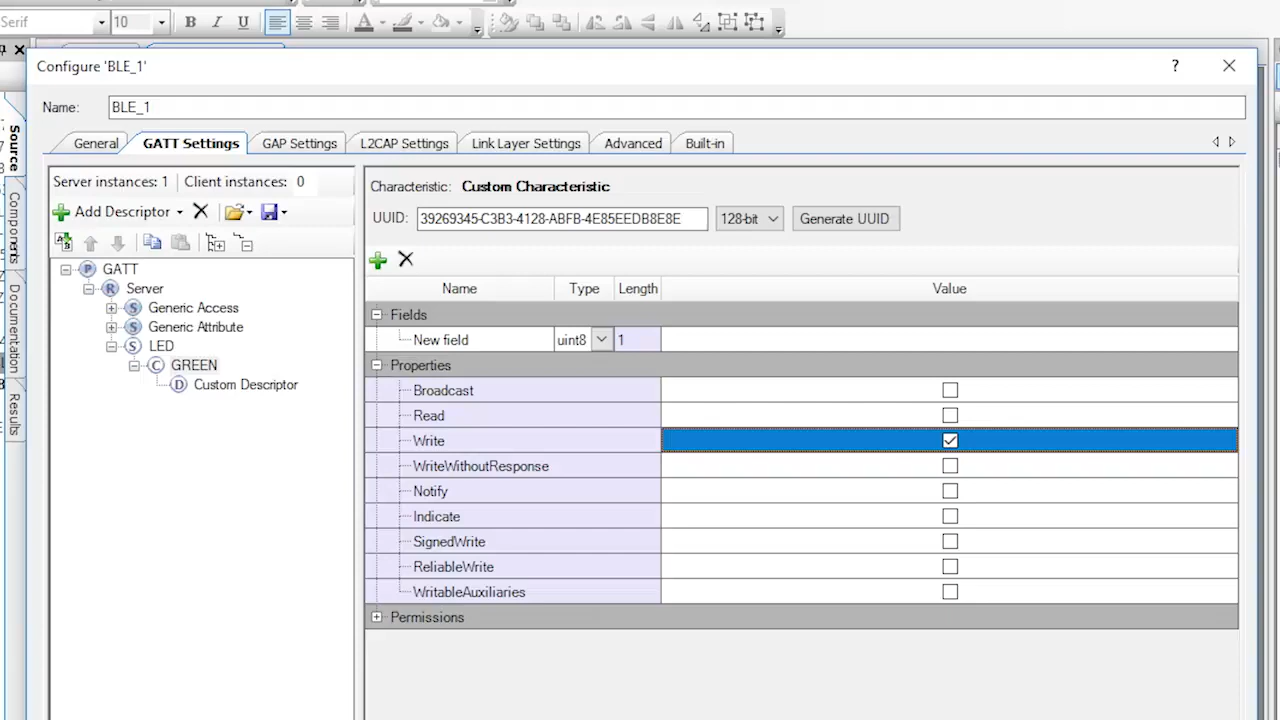 Serif 10 B I U A
Configure 'BLE_1' ?
Name: BLE_1
General GATT Settings GAP Settings L2CAP Settings Link Layer Settings Advanced Built-in
Source
Components
Documentation
Results
Server instances: 1 Client instances: 0
Add Descriptor
GATT
Server
Generic Access
Generic Attribute
LED
GREEN
Custom Descriptor
Characteristic: Custom Characteristic
UUID: 39269345-C3B3-4128-ABFB-4E85EEDB8E8E 128-bit Generate UUID
Name Type Length Value
Fields
New field uint8 1
Properties
Broadcast
Read
Write
WriteWithoutResponse
Notify
Indicate
SignedWrite
ReliableWrite
WritableAuxiliaries
Permissions